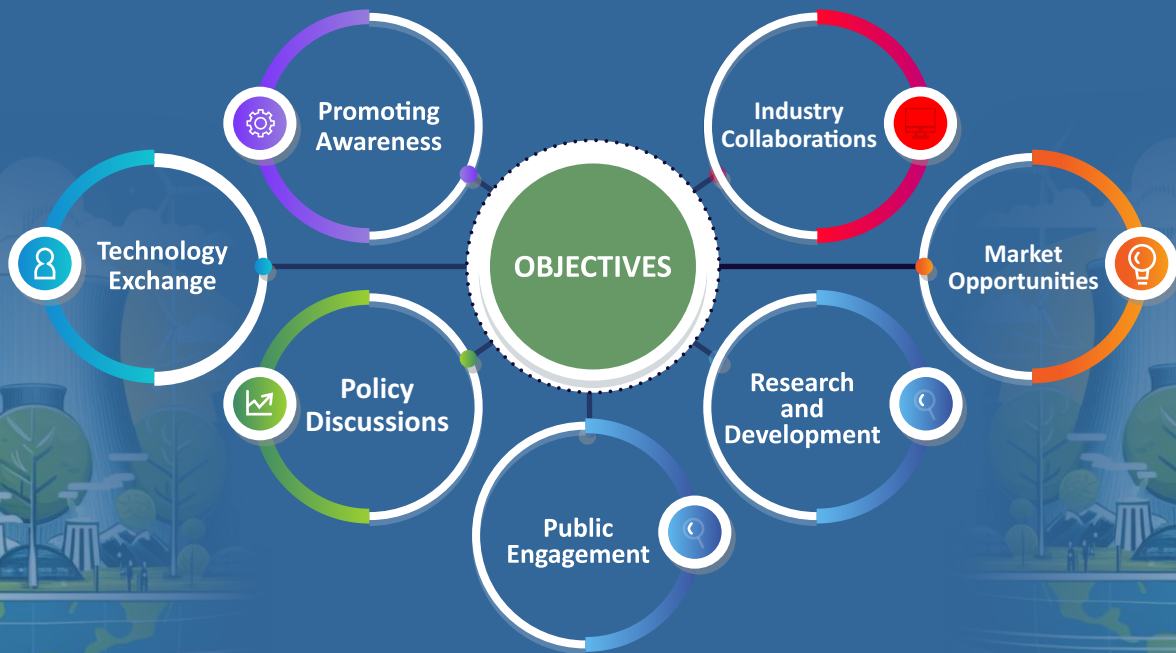 Promoting
Awareness
Industry
Collaborations
Technology
Exchange
OBJECTIVES
Market
Opportunities
Policy
Discussions
Research
and
Development
Public
Engagement